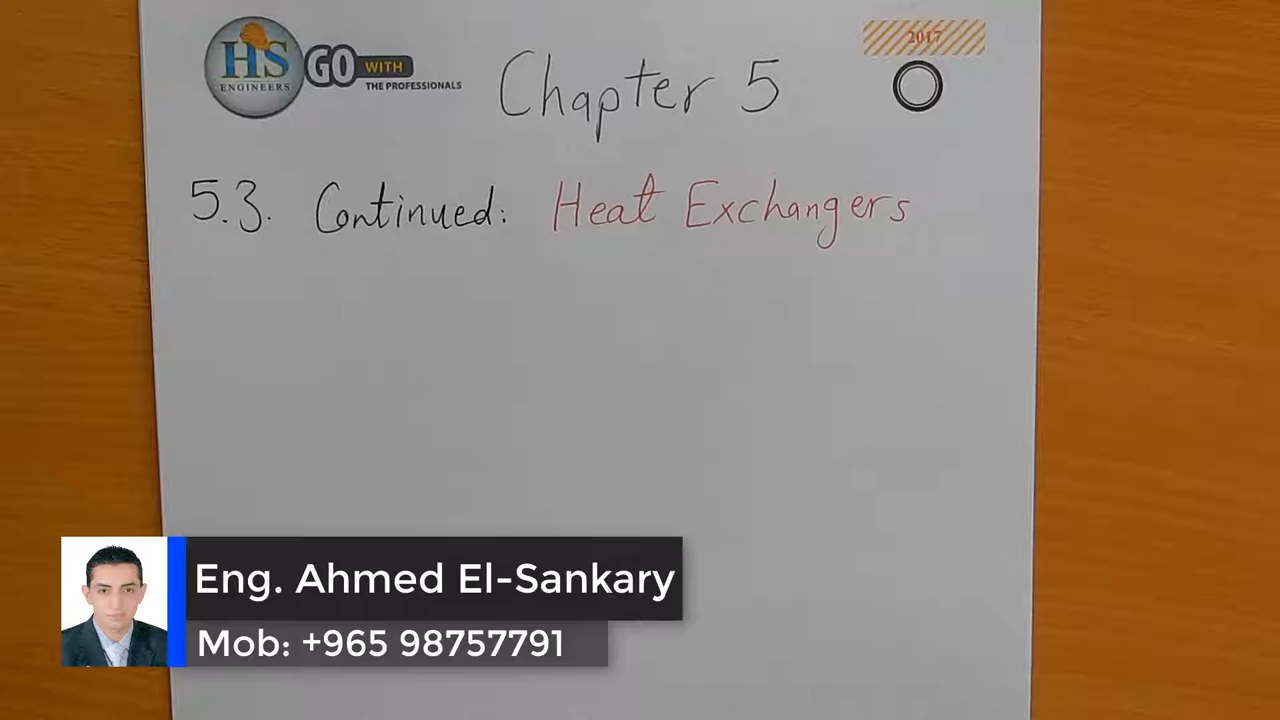 HS
ENGINEERS
GO WITH
THE PROFESSIONALS
Chapter 5
2017
5.3. Continued: Heat Exchangers
Eng. Ahmed El-Sankary
Mob: +965 98757791